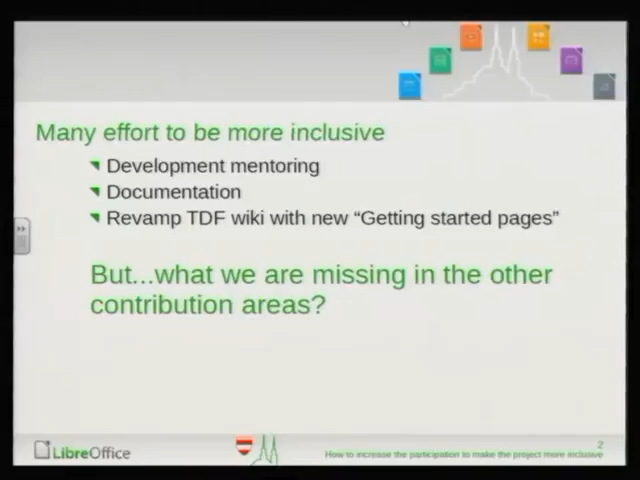 Many effort to be more inclusive
Development mentoring
Documentation
Revamp TDF wiki with new “Getting started pages”
But...what we are missing in the other
contribution areas?
LibreOffice
2
How to increase the participation to make the project more inclusive